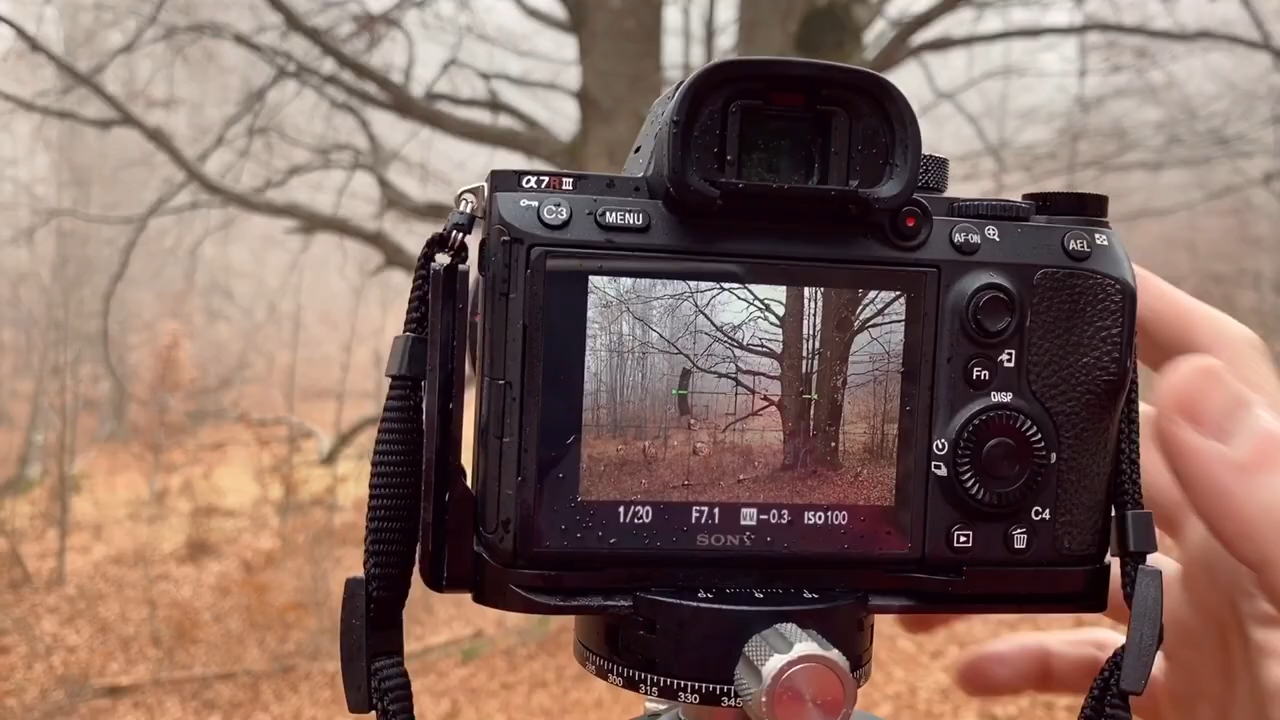 α7RIII
C3 MENU
AF-ON AEL
Fn
DISP
1/20 F7.1 -0.3 ISO100
C4
SONY
285 300 315 330 345